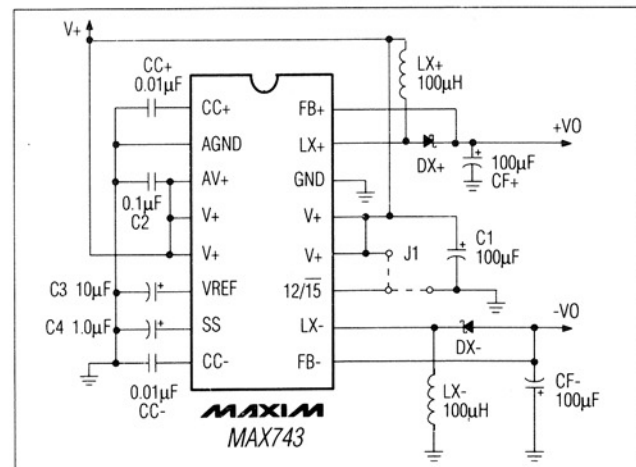 V+
CC+
0.01µF
LX+
100µH
CC+
FB+
+VO
AGND
LX+
DX+
100µF
CF+
AV+
GND
0.1µF
C2
V+
V+
V+
V+
J1
C1
100µF
C3 10µF
VREF
12/15
C4 1.0µF
SS
LX-
-VO
DX-
CC-
FB-
0.01µF
CC-
LX-
100µH
CF-
100µF
MAXIM
MAX743